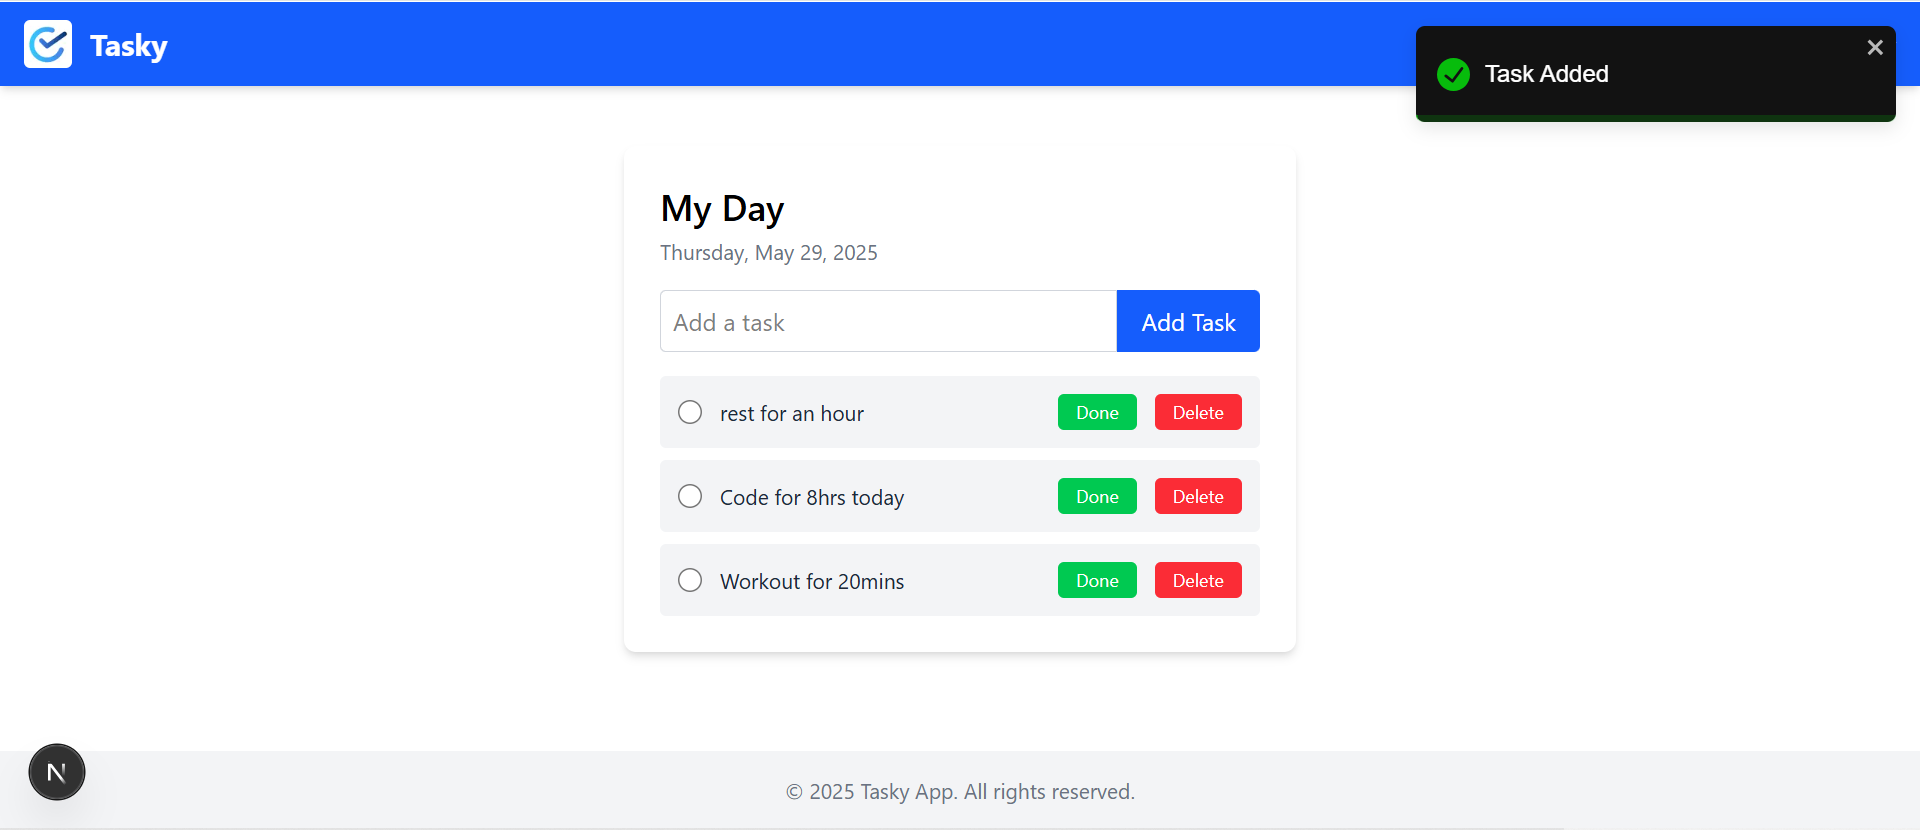 Tasky
Task Added
My Day
Thursday, May 29, 2025
Add a task
Add Task
rest for an hour
Done
Delete
Code for 8hrs today
Done
Delete
Workout for 20mins
Done
Delete
N
© 2025 Tasky App. All rights reserved.